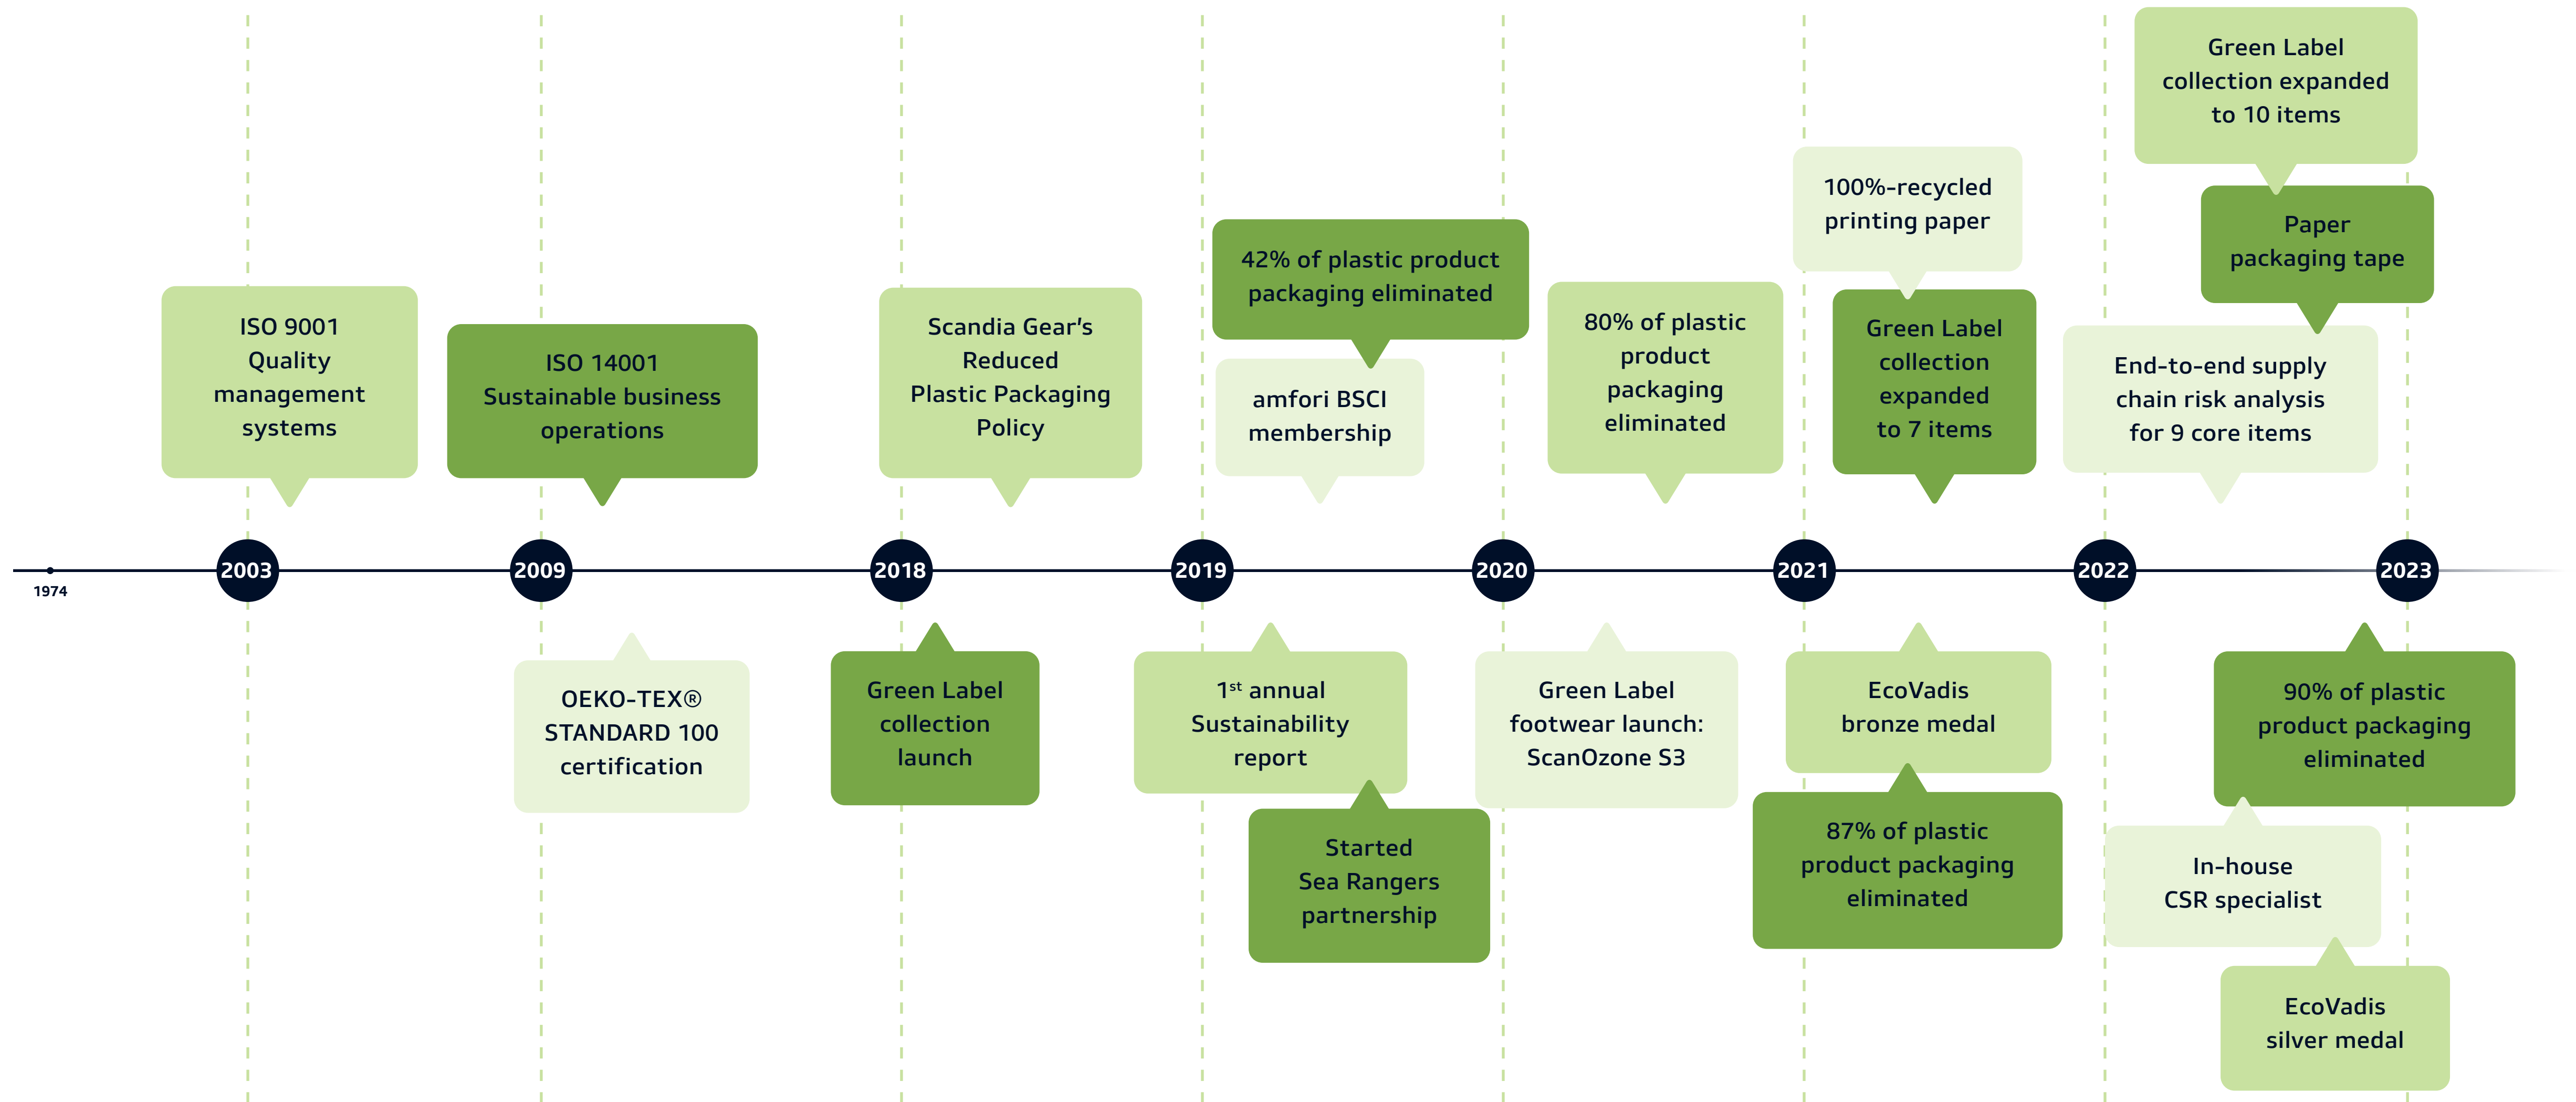 ISO 9001
Quality
management
systems
ISO 14001
Sustainable business
operations
Scandia Gear’s
Reduced
Plastic Packaging
Policy
42% of plastic product
packaging eliminated
amfori BSCI
membership
80% of plastic
product
packaging
eliminated
100%-recycled
printing paper
Green Label
collection
expanded
to 7 items
Green Label
collection expanded
to 10 items
Paper
packaging tape
End-to-end supply
chain risk analysis
for 9 core items
1974
2003
2009
2018
2019
2020
2021
2022
2023
OEKO-TEX®
STANDARD 100
certification
Green Label
collection
launch
1st annual
Sustainability
report
Started
Sea Rangers
partnership
Green Label
footwear launch:
ScanOzone S3
EcoVadis
bronze medal
87% of plastic
product packaging
eliminated
90% of plastic
product packaging
eliminated
In-house
CSR specialist
EcoVadis
silver medal